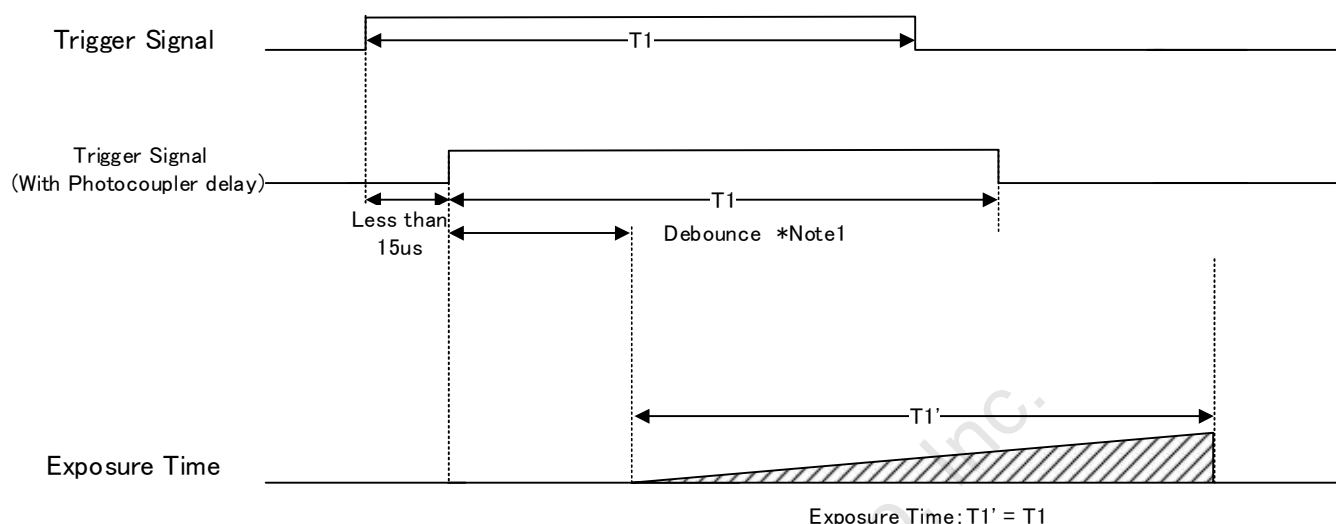 Trigger Signal
T1
Trigger Signal
(With Photocoupler delay)
T1
Less than
15us
Debounce *Note1
Inc.
T1'
Exposure Time
Exposure Time: T1' = T1